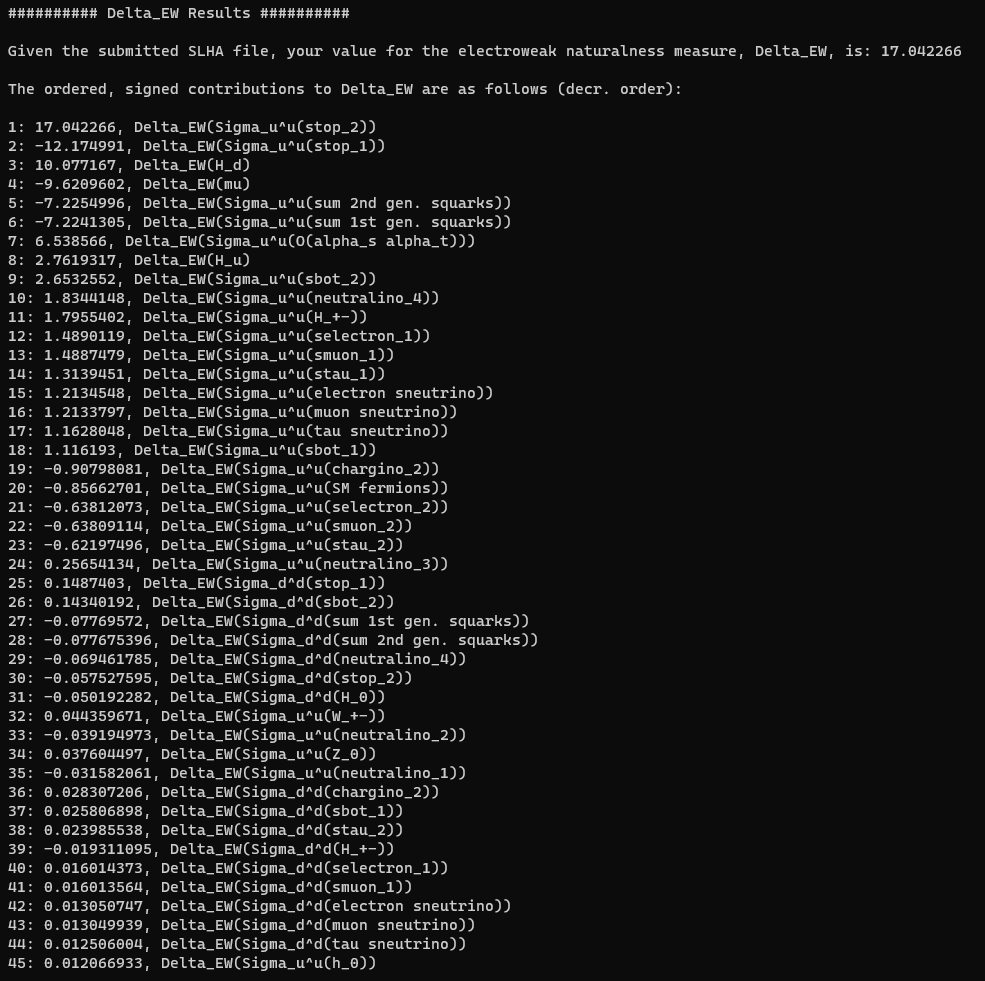 ########## Delta_EW Results ##########
Given the submitted SLHA file, your value for the electroweak naturalness measure, Delta_EW, is: 17.042266
The ordered, signed contributions to Delta_EW are as follows (decr. order):
1: 17.042266, Delta_EW(Sigma_u^u(stop_2))
2: -12.174991, Delta_EW(Sigma_u^u(stop_1))
3: 10.077167, Delta_EW(H_d)
4: -9.6209602, Delta_EW(mu)
5: -7.2254996, Delta_EW(Sigma_u^u(sum 2nd gen. squarks))
6: -7.2241305, Delta_EW(Sigma_u^u(sum 1st gen. squarks))
7: 6.538566, Delta_EW(Sigma_u^u(O(alpha_s alpha_t)))
8: 2.7619317, Delta_EW(H_u)
9: 2.6532552, Delta_EW(Sigma_u^u(sbot_2))
10: 1.8344148, Delta_EW(Sigma_u^u(neutralino_4))
11: 1.7955402, Delta_EW(Sigma_u^u(H_+-))
12: 1.4890119, Delta_EW(Sigma_u^u(selectron_1))
13: 1.4887479, Delta_EW(Sigma_u^u(smuon_1))
14: 1.3139451, Delta_EW(Sigma_u^u(stau_1))
15: 1.2134548, Delta_EW(Sigma_u^u(electron sneutrino))
16: 1.2133797, Delta_EW(Sigma_u^u(muon sneutrino))
17: 1.1628048, Delta_EW(Sigma_u^u(tau sneutrino))
18: 1.116193, Delta_EW(Sigma_u^u(sbot_1))
19: -0.90798081, Delta_EW(Sigma_u^u(chargino_2))
20: -0.85662701, Delta_EW(Sigma_u^u(SM fermions))
21: -0.63812073, Delta_EW(Sigma_u^u(selectron_2))
22: -0.63809114, Delta_EW(Sigma_u^u(smuon_2))
23: -0.62197496, Delta_EW(Sigma_u^u(stau_2))
24: 0.25654134, Delta_EW(Sigma_u^u(neutralino_3))
25: 0.1487403, Delta_EW(Sigma_d^d(stop_1))
26: 0.14340192, Delta_EW(Sigma_d^d(sbot_2))
27: -0.07769572, Delta_EW(Sigma_d^d(sum 1st gen. squarks))
28: -0.077675396, Delta_EW(Sigma_d^d(sum 2nd gen. squarks))
29: -0.069461785, Delta_EW(Sigma_d^d(neutralino_4))
30: -0.057527595, Delta_EW(Sigma_d^d(stop_2))
31: -0.050192282, Delta_EW(Sigma_d^d(H_0))
32: 0.044359671, Delta_EW(Sigma_u^u(W_+-))
33: -0.039194973, Delta_EW(Sigma_u^u(neutralino_2))
34: 0.037604497, Delta_EW(Sigma_u^u(Z_0))
35: -0.031582061, Delta_EW(Sigma_u^u(neutralino_1))
36: 0.028307206, Delta_EW(Sigma_d^d(chargino_2))
37: 0.025806898, Delta_EW(Sigma_d^d(sbot_1))
38: 0.023985538, Delta_EW(Sigma_d^d(stau_2))
39: -0.019311095, Delta_EW(Sigma_d^d(H_+-))
40: 0.016014373, Delta_EW(Sigma_d^d(selectron_1))
41: 0.016013564, Delta_EW(Sigma_d^d(smuon_1))
42: 0.013050747, Delta_EW(Sigma_d^d(electron sneutrino))
43: 0.013049939, Delta_EW(Sigma_d^d(muon sneutrino))
44: 0.012506004, Delta_EW(Sigma_d^d(tau sneutrino))
45: 0.012066933, Delta_EW(Sigma_u^u(h_0))